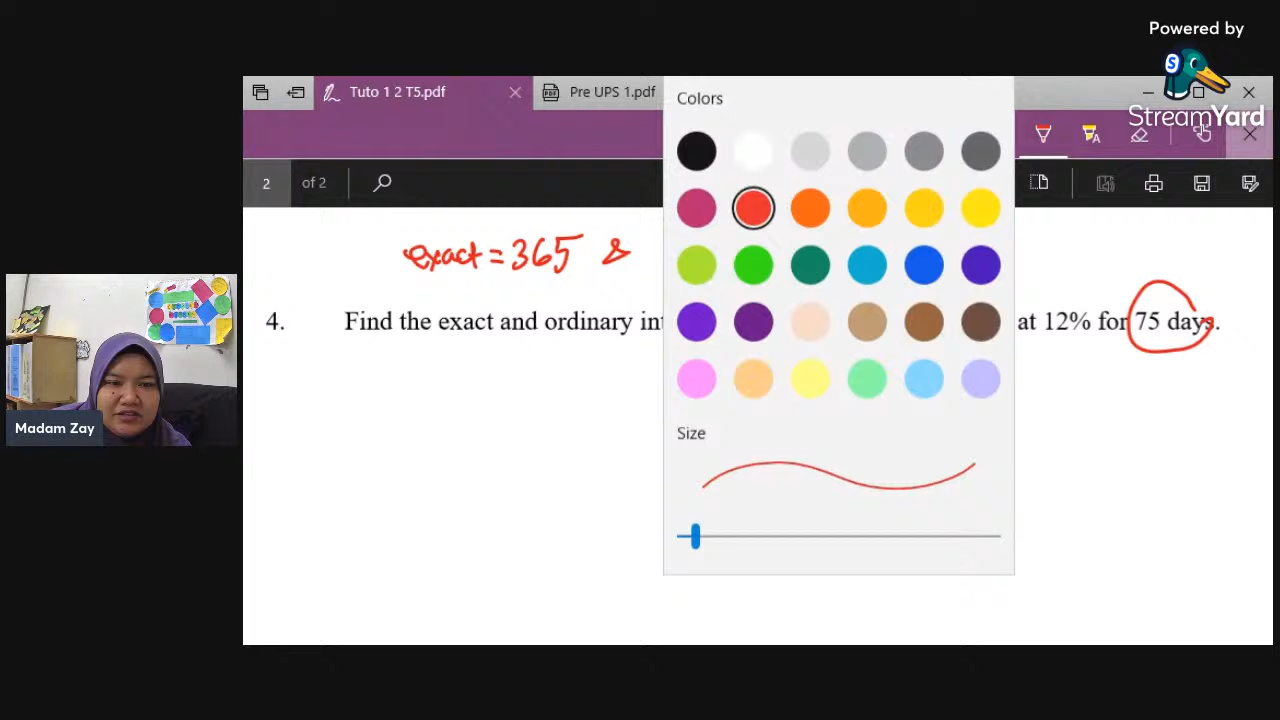 Powered by
StreamYard
Tuto 1 2 T5.pdf
Pre UPS 1.pdf
Colors
2 of 2
exact = 365 &
4. Find the exact and ordinary int at 12% for 75 days.
Size
Madam Zay